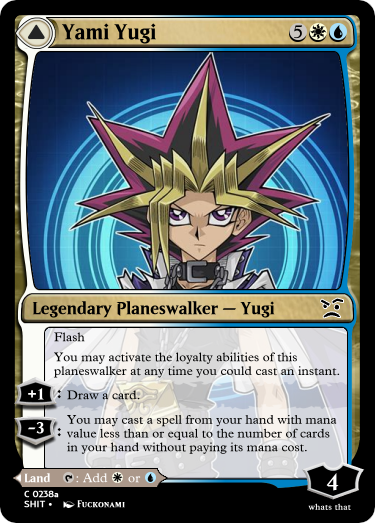 Yami Yugi 5
Legendary Planeswalker — Yugi
Flash
You may activate the loyalty abilities of this
planeswalker at any time you could cast an instant.
+1: Draw a card.
-3: You may cast a spell from your hand with mana
value less than or equal to the number of cards
in your hand without paying its mana cost.
Land : Add or
4
C 0238a
SHIT • Fuckonami
whats that